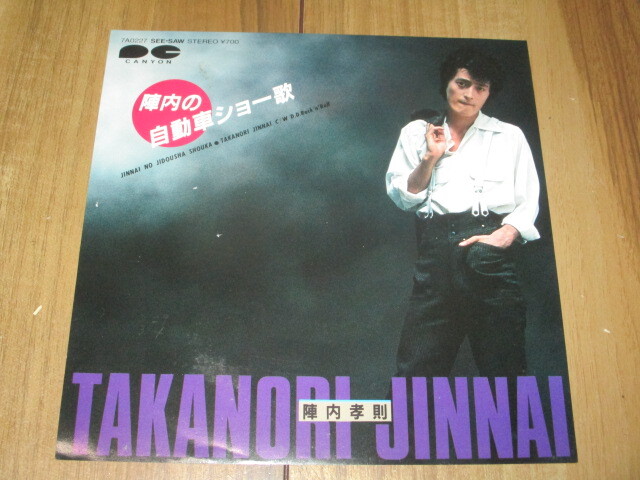 7A0227 SEE・SAW STEREO ¥700
CANYON
陣内の
自動車ショー歌
JINNAI NO JIDOUSHA SHOUKA ● TAKANORI JINNAI C/W D.D Rock'n'Roll
TAKANORI JINNAI
陣内孝則